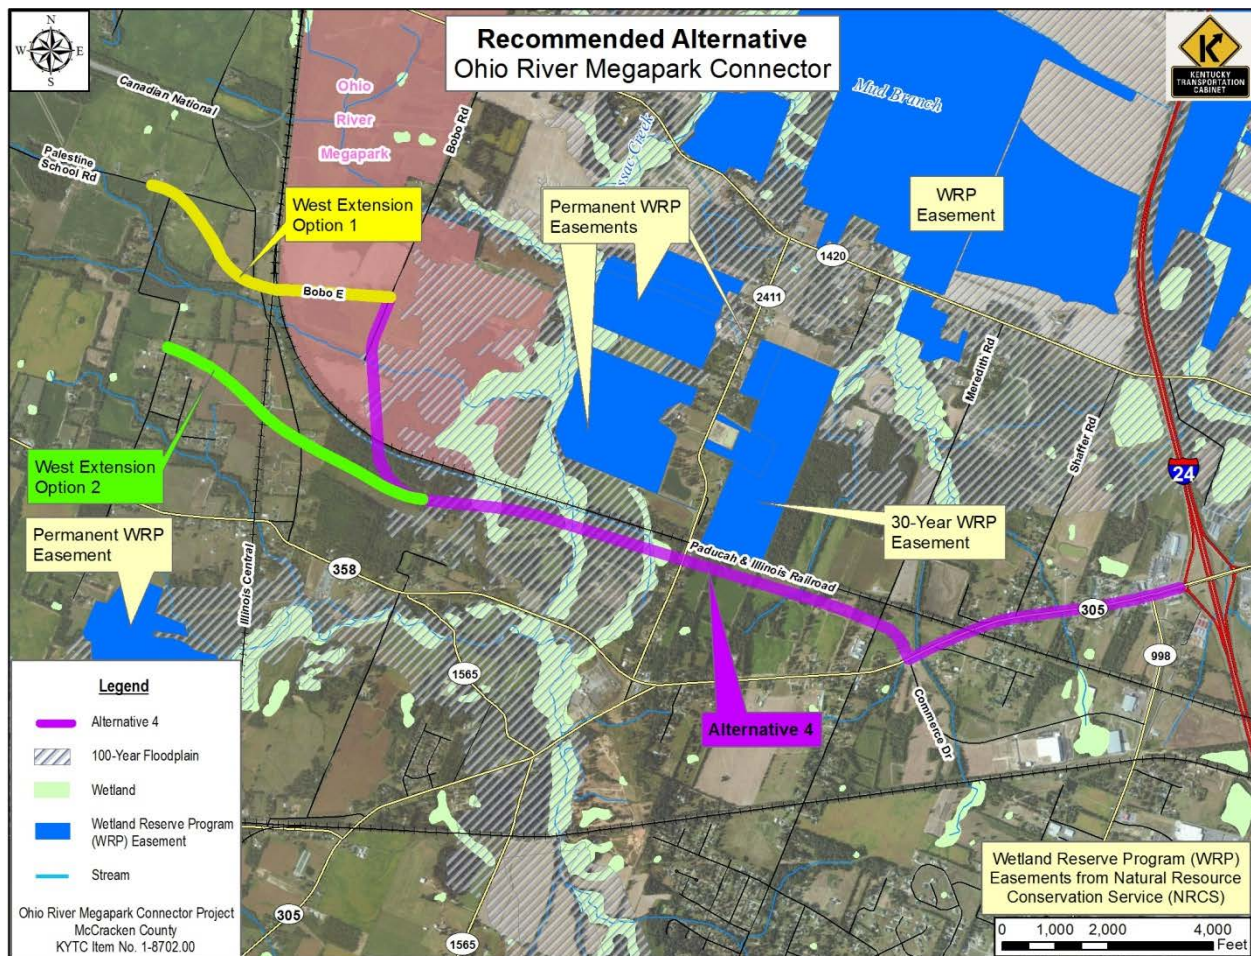 Recommended Alternative
Ohio River Megapark Connector
N
W
E
S
KENTUCKY
TRANSPORTATION
CABINET
Canadian National
Ohio
River
Megapark
Bobo Rd
Mud Branch
Palestine
School Rd
West Extension
Option 1
Permanent WRP
Easements
WRP
Easement
1420
2411
Bobo E
Meredith Rd
Shaffer Rd
West Extension
Option 2
24
30-Year WRP
Easement
Permanent WRP
Easement
Illinois Central
358
Paducah & Illinois Railroad
305
998
1565
Alternative 4
Commerce Dr
Legend
Alternative 4
100-Year Floodplain
Wetland
Wetland Reserve Program
(WRP) Easement
Stream
Ohio River Megapark Connector Project
McCracken County
KYTC Item No. 1-8702.00
305
1565
Wetland Reserve Program (WRP)
Easements from Natural Resource
Conservation Service (NRCS)
0 1,000 2,000 4,000
Feet